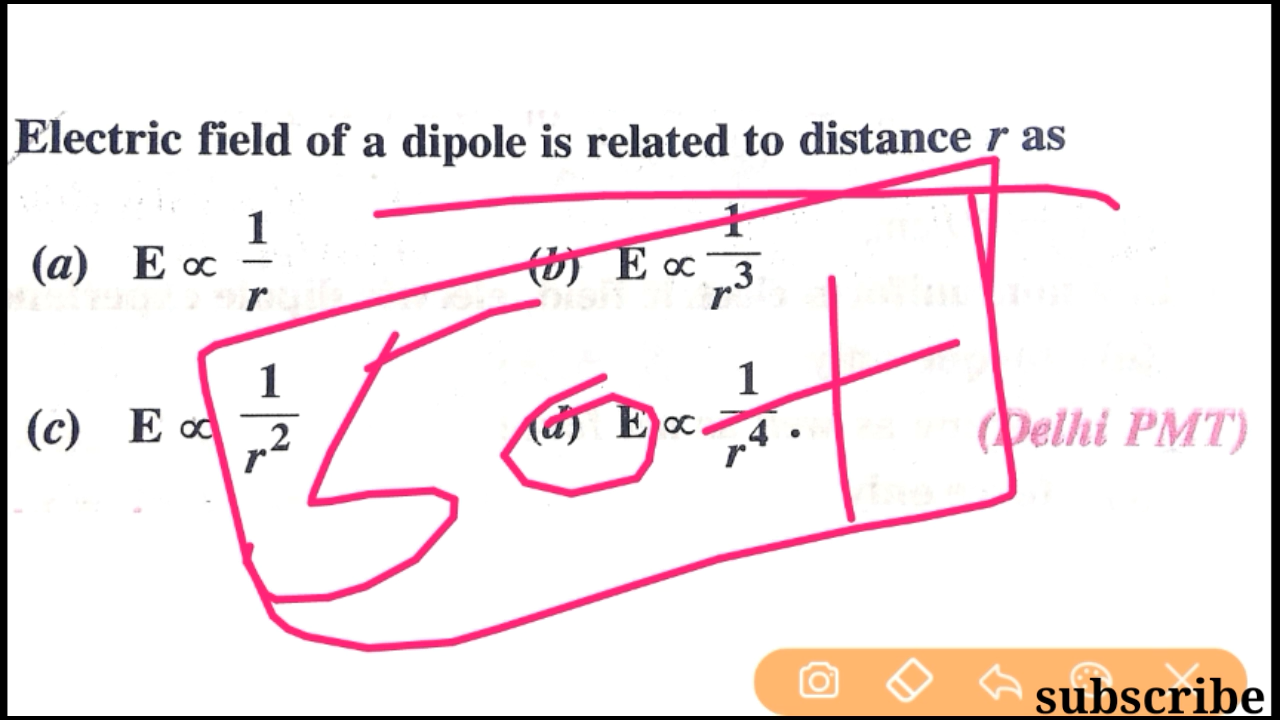 Electric field of a dipole is related to distance r as
(a) E ∝ 1/r (b) E ∝ 1/r³
(c) E ∝ 1/r² (d) E ∝ 1/r⁴. (Delhi PMT)
50+
subscribe